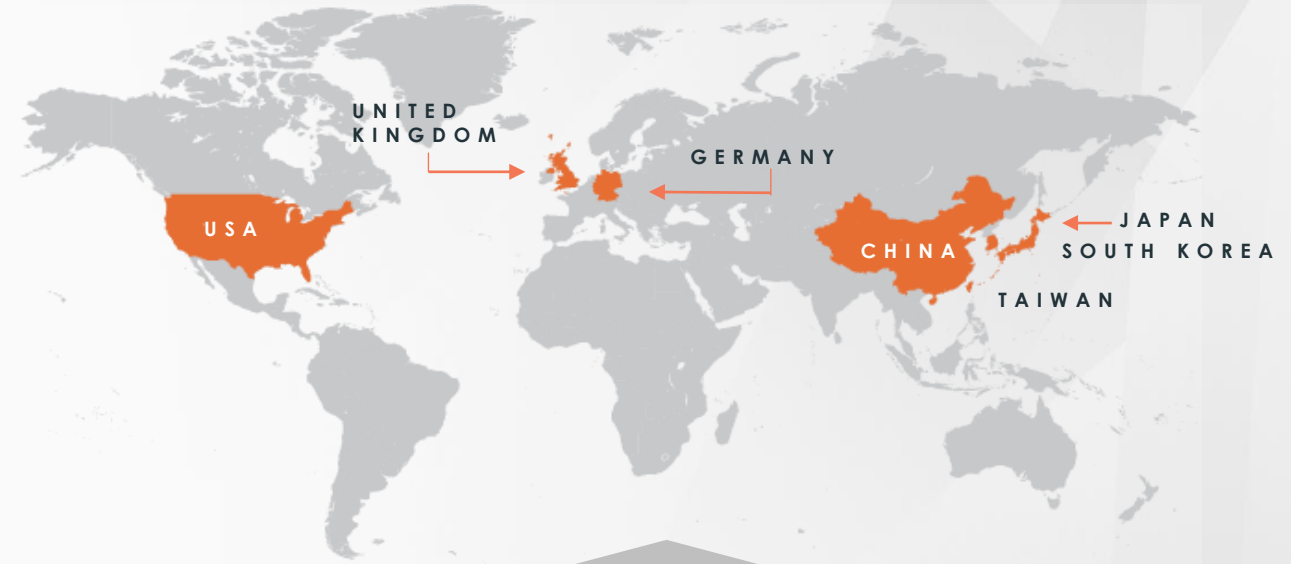 UNITED
KINGDOM
GERMANY
USA
JAPAN
CHINA
SOUTH KOREA
TAIWAN